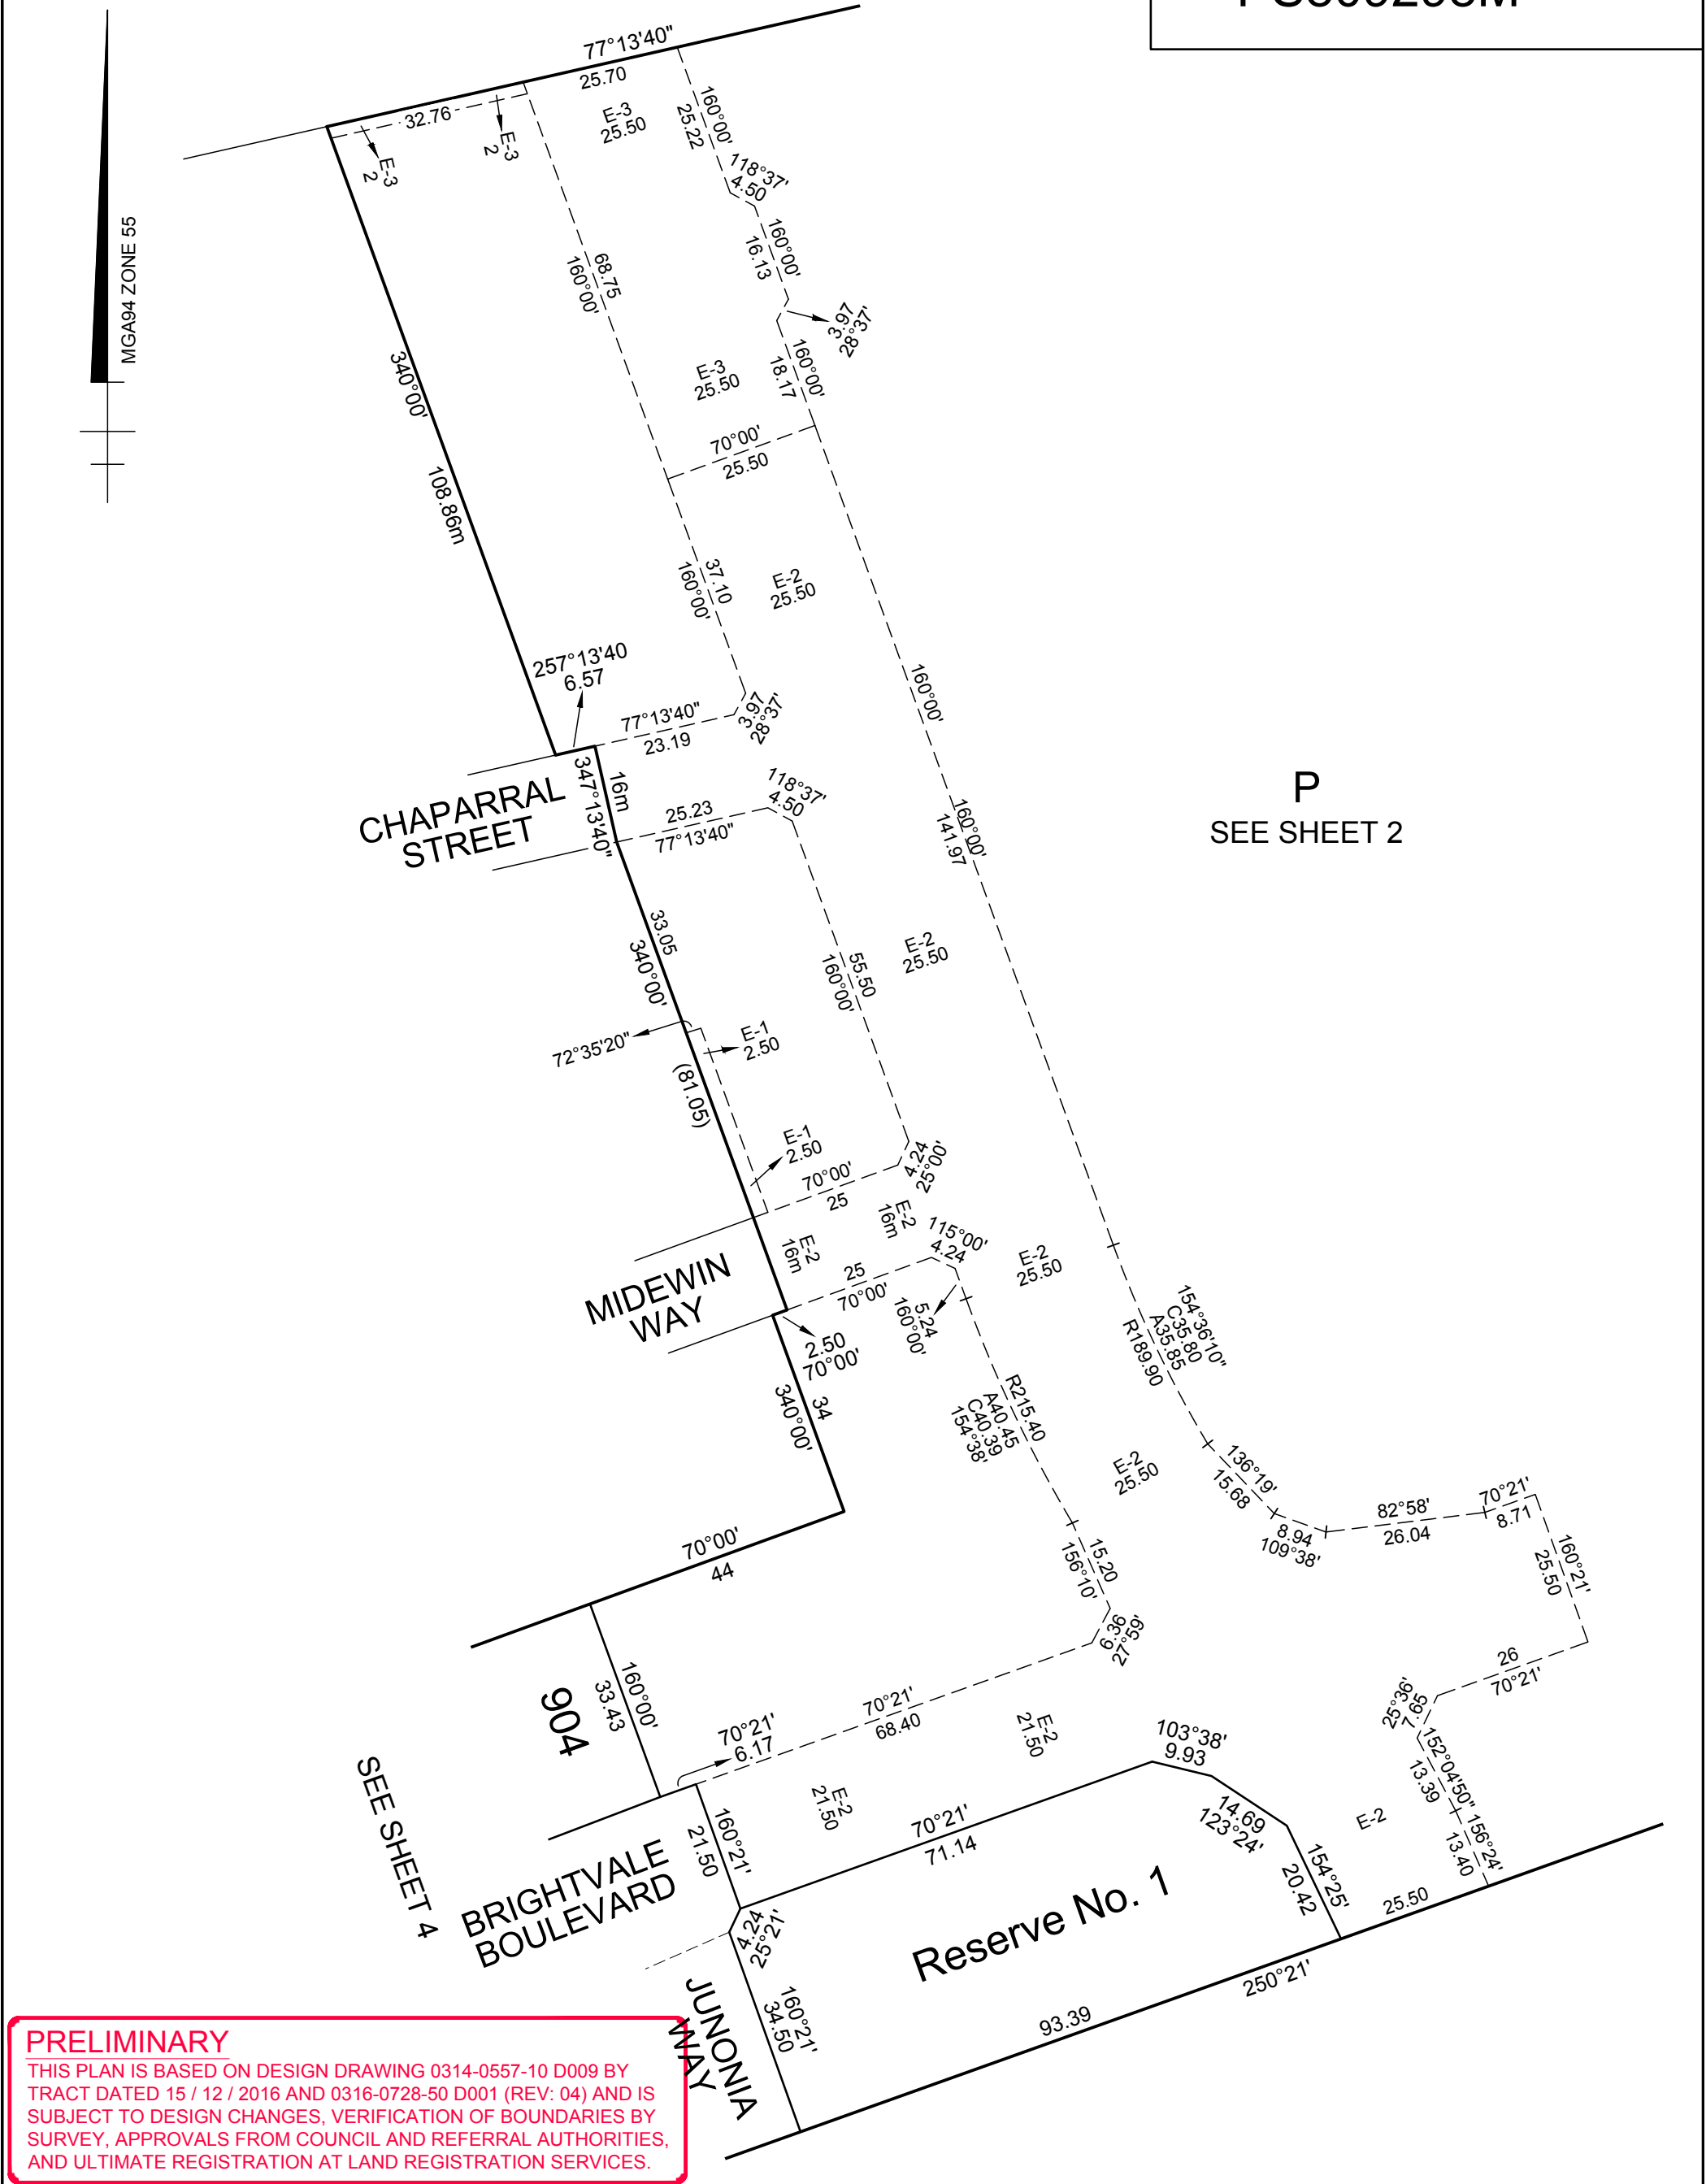 MGA94 ZONE 55
77°13'40"
25.70
32.76
E-3
2
E-3
2
E-3
25.50
160°00'
25.22
118°37'
4.50
160°00'
16.13
3.97
28°37'
68.75
160°00'
340°00'
108.86m
E-3
25.50
160°00'
18.17
70°00'
25.50
37.10
160°00'
E-2
25.50
257°13'40
6.57
77°13'40"
23.19
3.97
28°37'
160°00'
CHAPARRAL
STREET
347°13'40"
16m
25.23
77°13'40"
118°37'
4.50
160°00'
141.97
P
SEE SHEET 2
33.05
340°00'
55.50
160°00'
E-2
25.50
72°35'20"
E-1
2.50
(81.05)
E-1
2.50
70°00'
25
4.24
25°00'
E-2
16m
E-2
16m
115°00'
4.24
E-2
25.50
MIDEWIN
WAY
25
70°00'
5.24
160°00'
2.50
70°00'
34
340°00'
154°36'10"
C35.80
A35.85
R189.90
R215.40
A40.45
C40.39
154°38'
E-2
25.50
136°19'
15.68
8.94
109°38'
82°58'
26.04
70°21'
8.71
160°21'
25.50
70°00'
44
15.20
156°10'
6.36
27°59'
904
160°00'
33.43
70°21'
6.17
70°21'
68.40
E-2
21.50
E-2
21.50
26
70°21'
25°36'
7.65
152°04'50"
13.39
156°24'
13.40
E-2
103°38'
9.93
14.69
123°24'
154°25'
20.42
25.50
SEE SHEET 4
BRIGHTVALE
BOULEVARD
160°21'
21.50
70°21'
71.14
Reserve No. 1
4.24
25°21'
JUNONIA
WAY
160°21'
34.50
93.39
250°21'
PRELIMINARY
THIS PLAN IS BASED ON DESIGN DRAWING 0314-0557-10 D009 BY
TRACT DATED 15 / 12 / 2016 AND 0316-0728-50 D001 (REV: 04) AND IS
SUBJECT TO DESIGN CHANGES, VERIFICATION OF BOUNDARIES BY
SURVEY, APPROVALS FROM COUNCIL AND REFERRAL AUTHORITIES,
AND ULTIMATE REGISTRATION AT LAND REGISTRATION SERVICES.